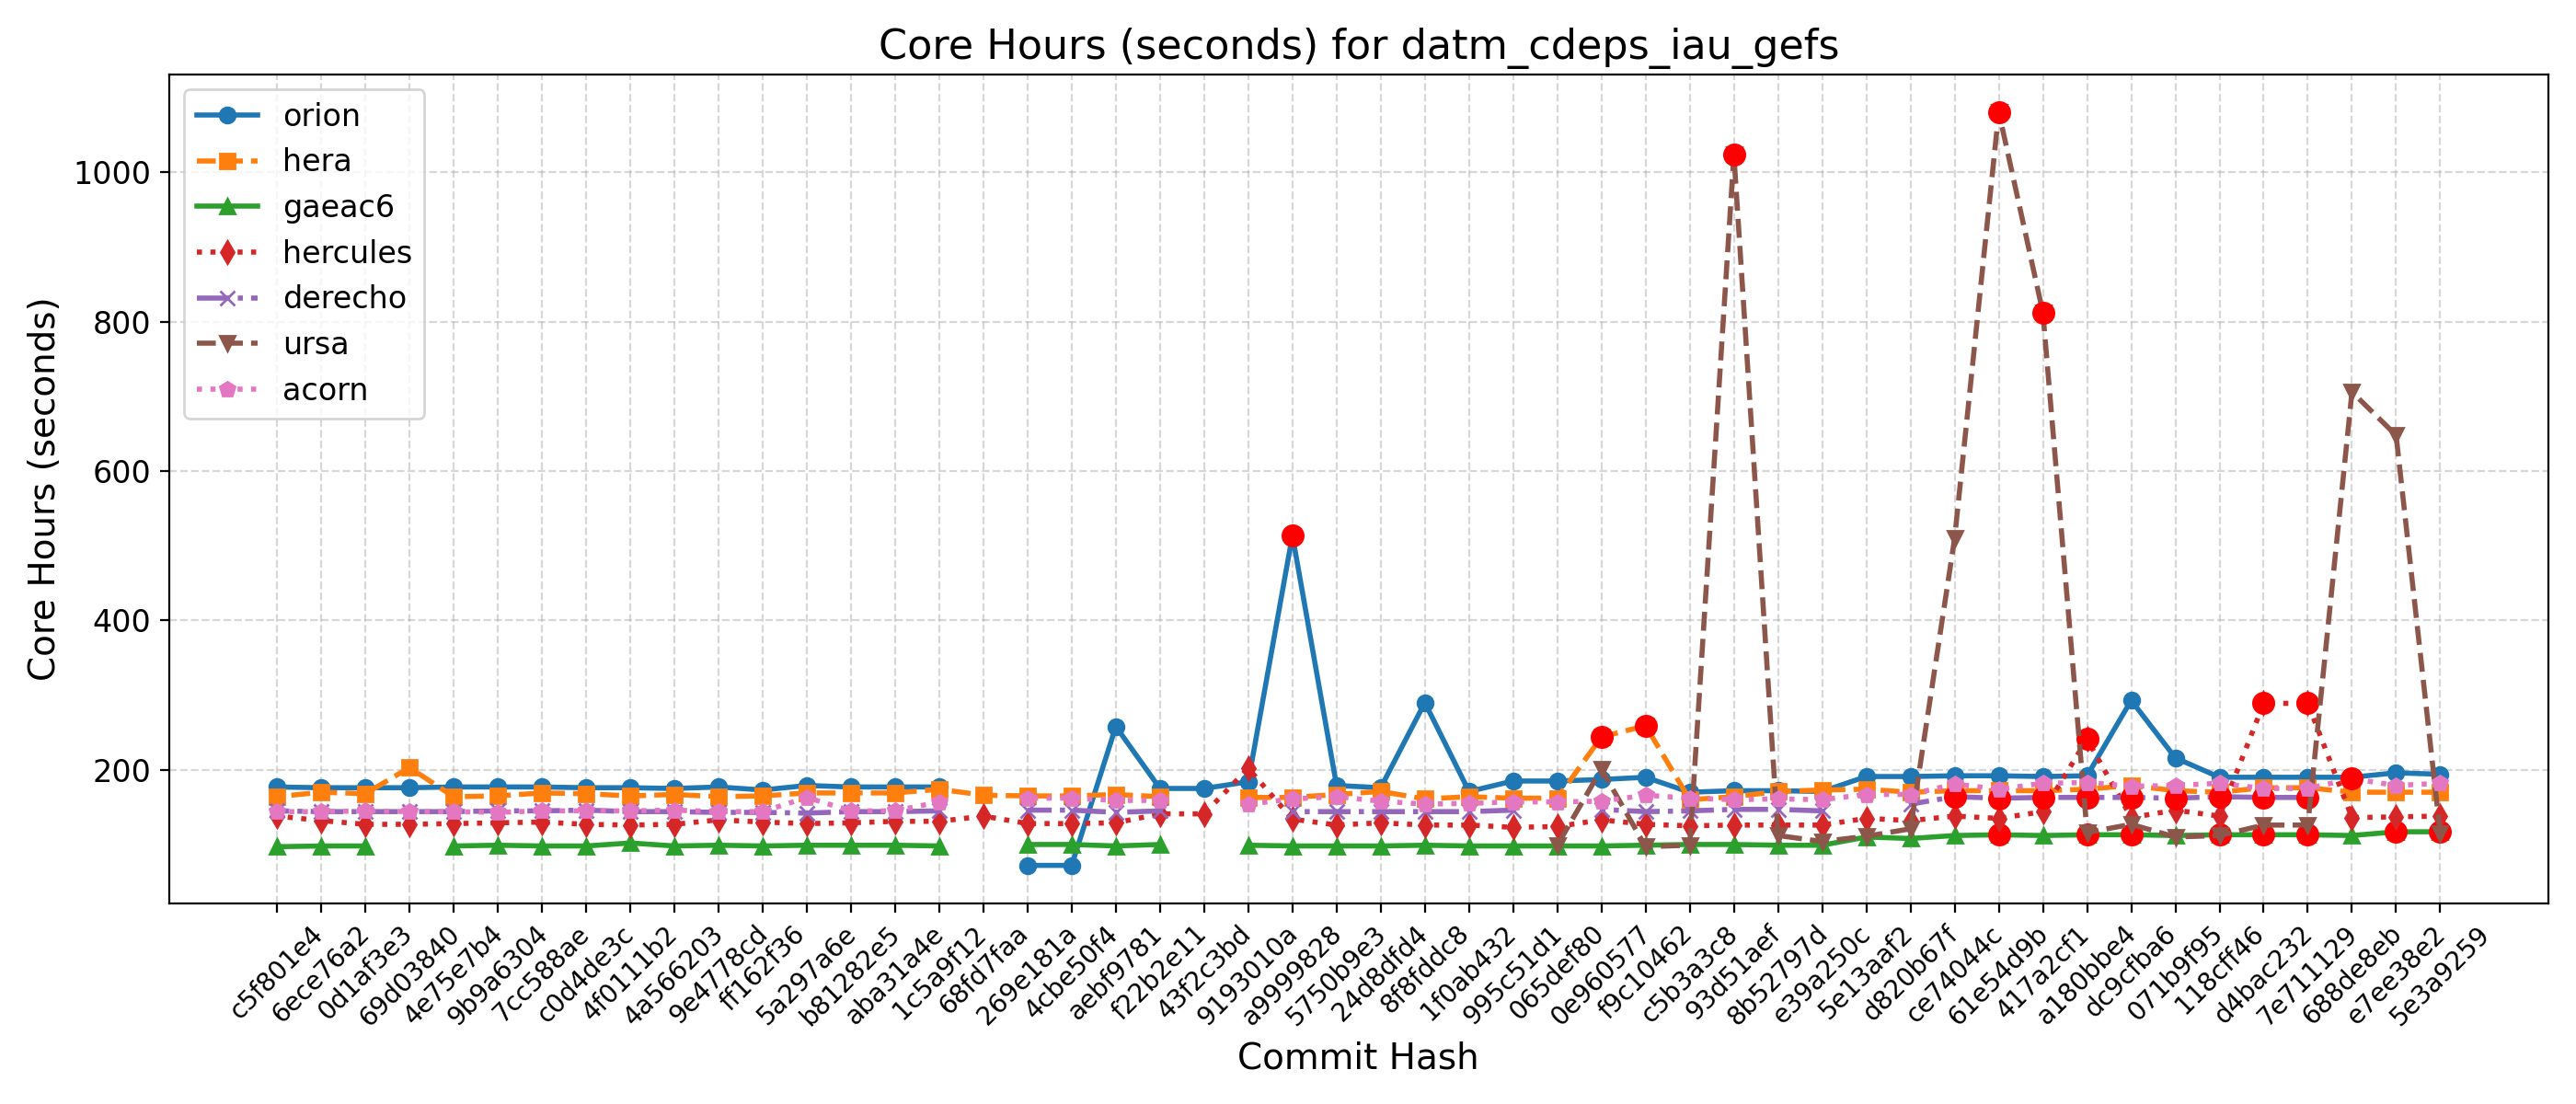 Core Hours (seconds) for datm_cdeps_iau_gefs
orion
hera
gaeac6
hercules
derecho
ursa
acorn
Core Hours (seconds)
1000
800
600
400
200
c5f801e4
6ece76a2
0d1af3e3
69d03840
4e75e7b4
9b9a6304
7cc588ae
c0d4de3c
4f0111b2
4a566203
9e4778cd
ff162f36
5a297a6e
b81282e5
aba31a4e
1c5a9f12
68fd7faa
269e181a
4cbe50f4
aebf9781
f22b2e11
43f2c3bd
9193010a
a9999828
5750b9e3
24d8dfd4
8f8fddc8
1f0ab432
995c51d1
065def80
0e960577
f9c10462
c5b3a3c8
93d51aef
8b52797d
e39a250c
5e13aaf2
d820b67f
ce74044c
61e54d9b
417a2cf1
a180bbe4
dc9cfba6
071b9f95
118cff46
d4bac232
7e711129
688de8eb
e7ee38e2
5e3a9259
Commit Hash